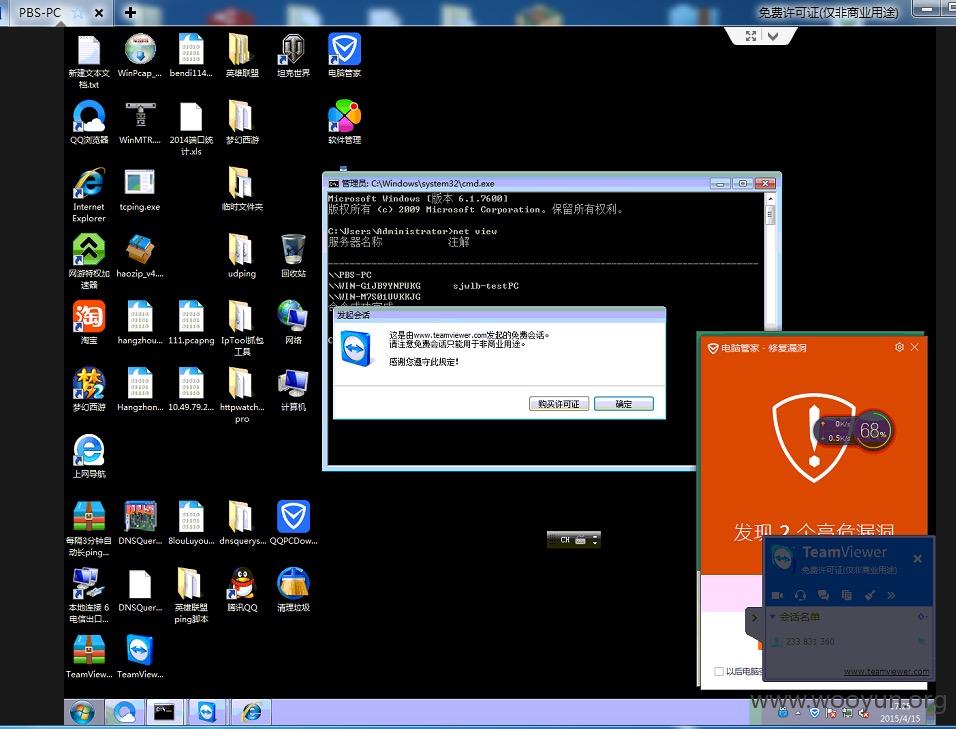 PBS-PC
免费许可证(仅非商业用途)
新建文本文
档.txt
WinPcap_...
bendi114...
英雄联盟
坦克世界
电脑管家
QQ浏览器
WinMTR....
2014端口统
计.xls
梦幻西游
软件管理
Internet
Explorer
tcping.exe
临时文件夹
网游特权加
速器
haozip_v4....
udping
回收站
淘宝
hangzhou...
111.pcapng
IpTool抓包
工具
网络
梦幻西游
Hangzhon...
10.49.79.2...
httpwatch...
pro
计算机
上网导航
每隔3分钟自
动长ping...
DNSQuer...
8louLuyou...
dnsquerys...
QQPCDow...
本地连接 6
电信出口...
DNSQuer...
英雄联盟
ping脚本
腾讯QQ
清理垃圾
TeamView...
TeamView...
管理员: C:\Windows\system32\cmd.exe
Microsoft Windows [版本 6.1.7600]
版权所有 (c) 2009 Microsoft Corporation。保留所有权利。
C:\Users\Administrator>net view
服务器名称 注解
\\PBS-PC
\\WIN-G1JB9YNPUKG sjwlb-testPC
\\WIN-M7S01UVKKJG
命令成功完成
发起会话
这是由www.teamviewer.com发起的免费会话。
请注意免费会话只能用于非商业用途。
感谢您遵守此规定！
购买许可证
确定
电脑管家 - 修复漏洞
0K/s
0.5K/s
68%
发现 2 个高危漏洞
CH
TeamViewer
免费许可证(仅非商业用途)
会话名单
233 831 360
www.teamviewer.com
以后电脑
www.wooyun.org
17:25
2015/4/15